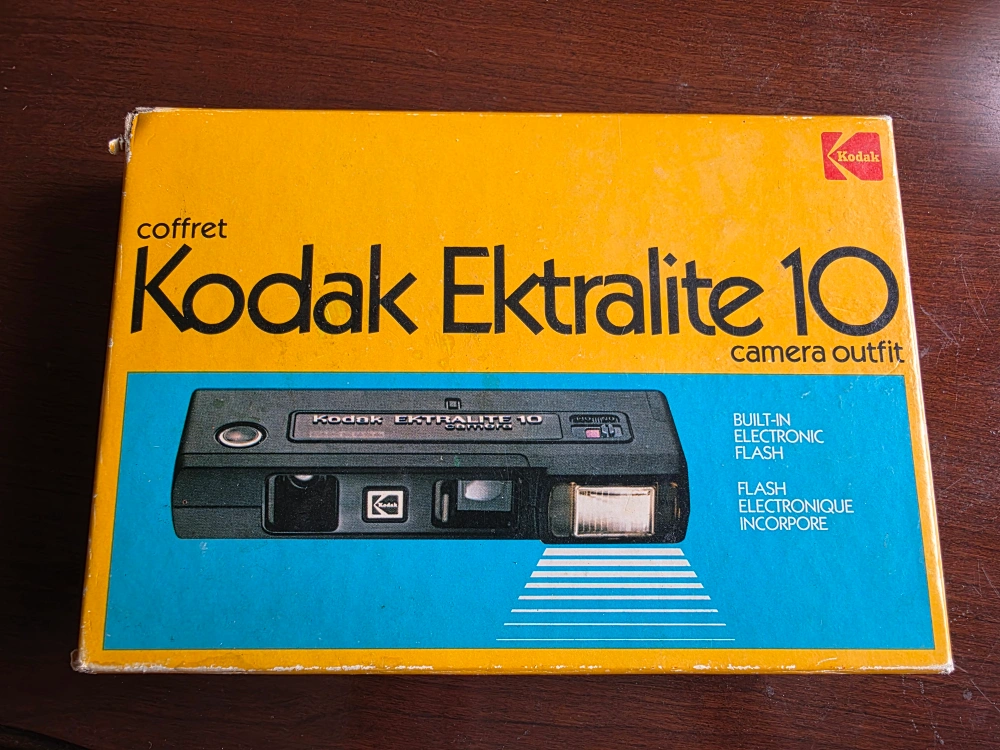 Kodak
coffret
Kodak Ektralite 10
camera outfit
Kodak EKTRALITE 10
camera
BUILT-IN
ELECTRONIC
FLASH
FLASH
ELECTRONIQUE
INCORPORE
Kodak